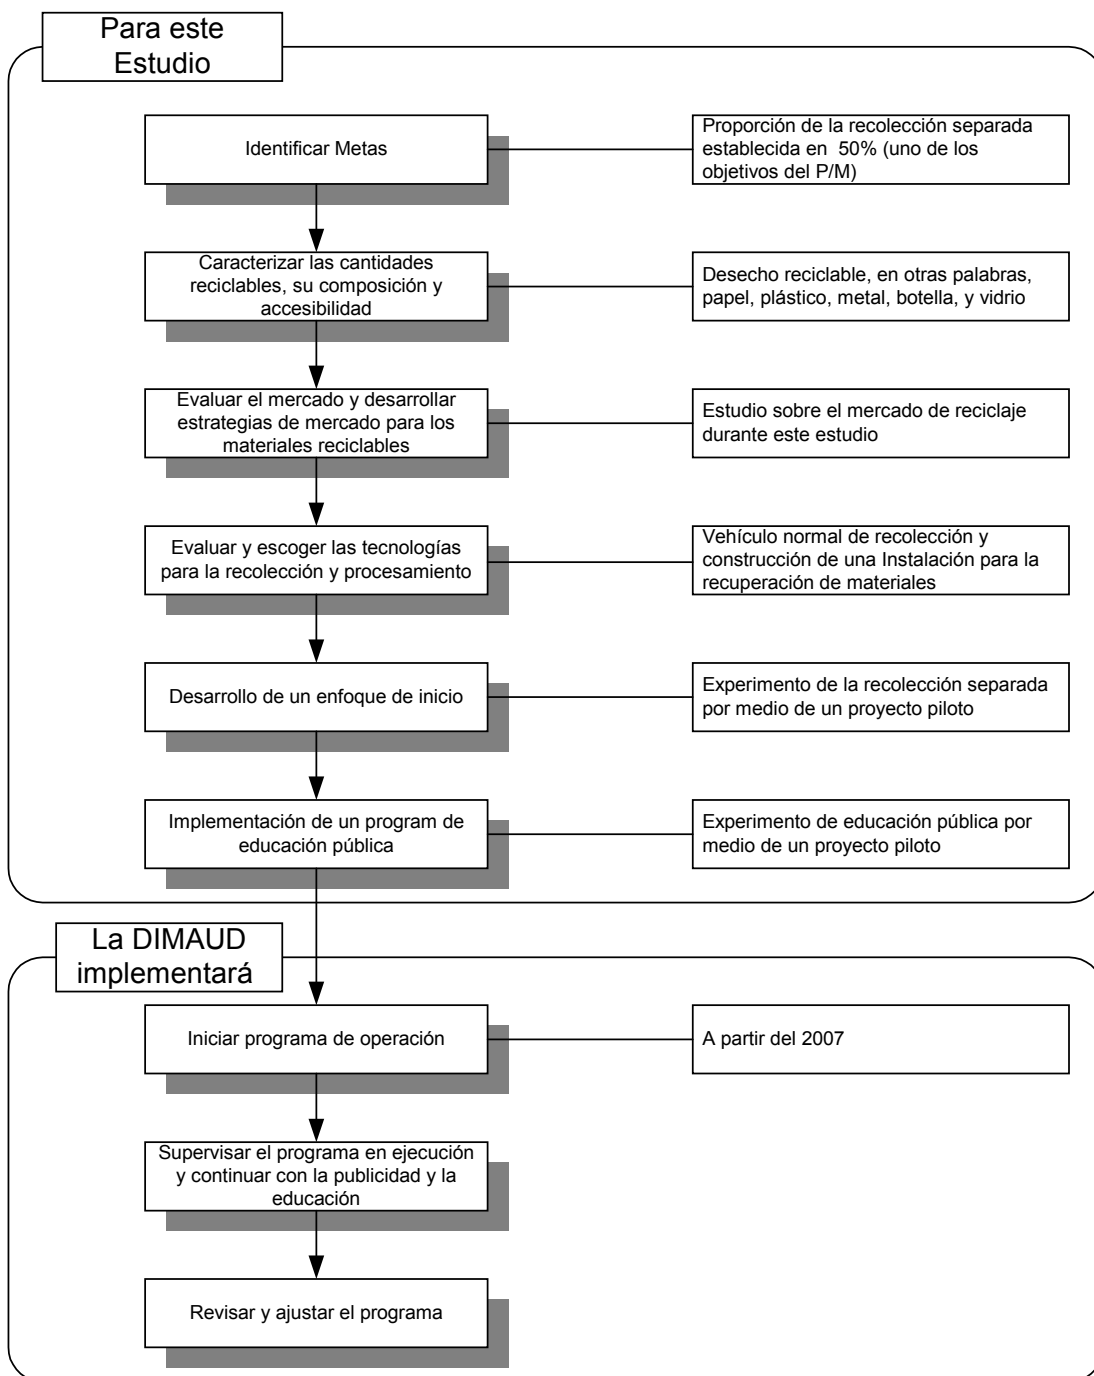 Para este
Estudio
Identificar Metas
Proporción de la recolección separada
establecida en  50% (uno de los
objetivos del P/M)
Caracterizar las cantidades
reciclables, su composición y
accesibilidad
Desecho reciclable, en otras palabras,
papel, plástico, metal, botella, y vidrio
Evaluar el mercado y desarrollar
estrategias de mercado para los
materiales reciclables
Estudio sobre el mercado de reciclaje
durante este estudio
Evaluar y escoger las tecnologías
para la recolección y procesamiento
Vehículo normal de recolección y
construcción de una Instalación para la
recuperación de materiales
Desarrollo de un enfoque de inicio
Experimento de la recolección separada
por medio de un proyecto piloto
Implementación de un program de
educación pública
Experimento de educación pública por
medio de un proyecto piloto
La DIMAUD
implementará
Iniciar programa de operación
A partir del 2007
Supervisar el programa en ejecución
y continuar con la publicidad y la
educación
Revisar y ajustar el programa